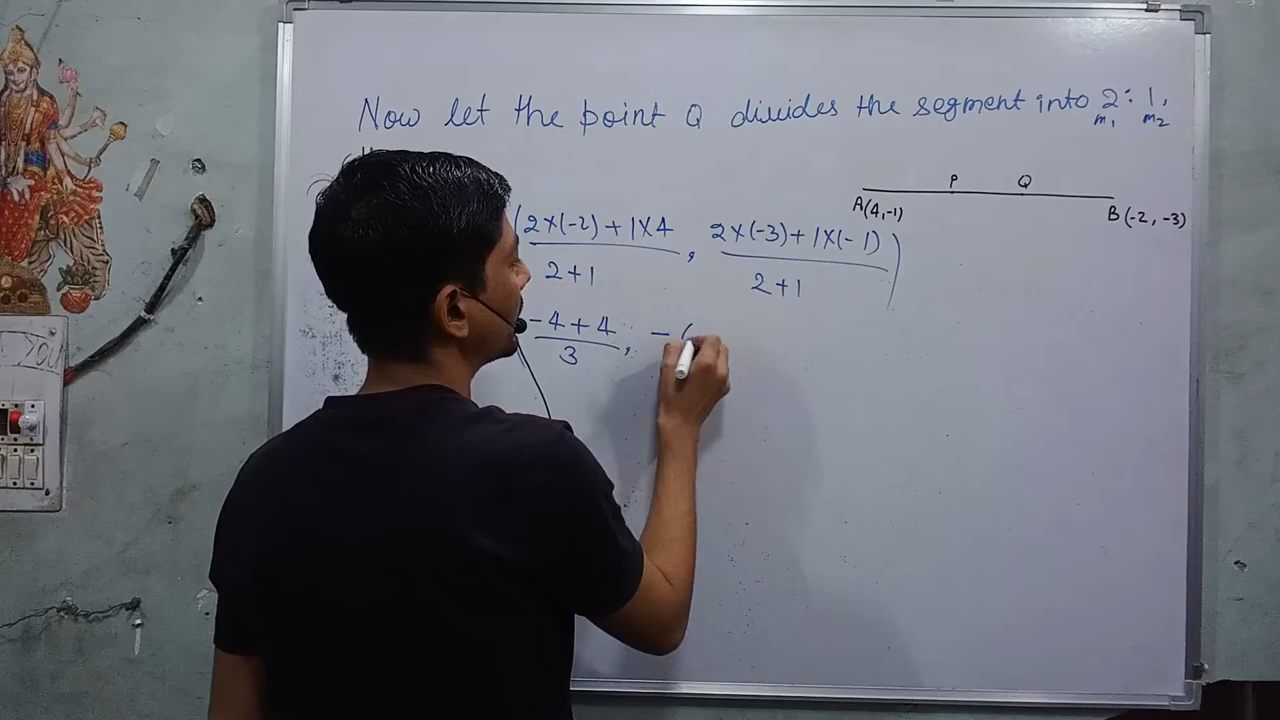 Now let the point Q divides the segment into 2 : 1,
m1 m2
P Q
A(4,-1) B(-2, -3)
(2×(-2)+1×4 , 2×(-3)+1×(-1))
2+1 2+1
-4+4 , -
3
YOU